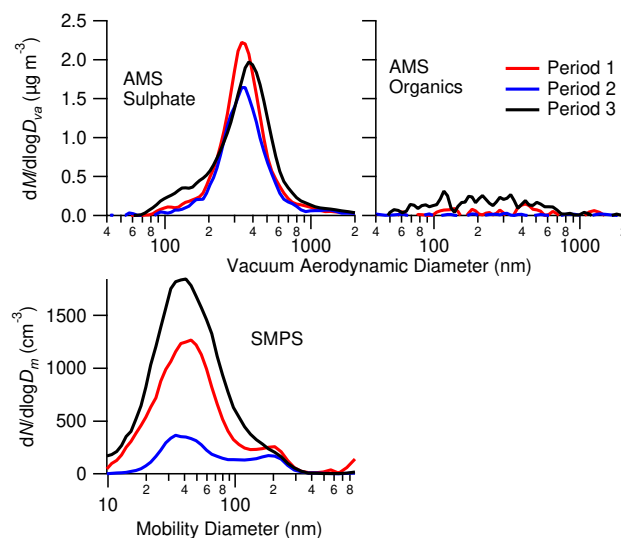 dM/dlogDva (µg m-3)
2.5
2.0
1.5
1.0
0.5
0.0
AMS
Sulphate
AMS
Organics
Period 1
Period 2
Period 3
4 6 8 100 2 4 6 8 1000 2
4 6 8 100 2 4 6 8 1000 2
Vacuum Aerodynamic Diameter (nm)
dN/dlogDm (cm-3)
1500
1000
500
0
SMPS
10 2 4 6 8 100 2 4 6 8
Mobility Diameter (nm)